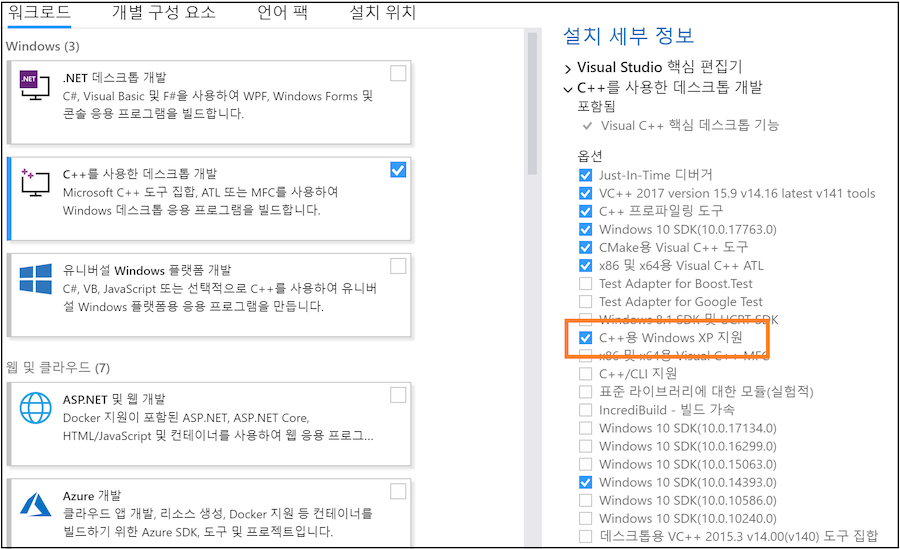 워크로드 개별 구성 요소 언어 팩 설치 위치
Windows (3)
.NET
.NET 데스크톱 개발
C#, Visual Basic 및 F#을 사용하여 WPF, Windows Forms 및
콘솔 응용 프로그램을 빌드합니다.
C++를 사용한 데스크톱 개발
Microsoft C++ 도구 집합, ATL 또는 MFC를 사용하여
Windows 데스크톱 응용 프로그램을 빌드합니다.
유니버설 Windows 플랫폼 개발
C#, VB, JavaScript 또는 선택적으로 C++를 사용하여 유니버
설 Windows 플랫폼용 응용 프로그램을 만듭니다.
웹 및 클라우드 (7)
ASP.NET 및 웹 개발
Docker 지원이 포함된 ASP.NET, ASP.NET Core,
HTML/JavaScript 및 컨테이너를 사용하여 웹 응용 프로그...
Azure 개발
클라우드 앱 개발, 리소스 생성, Docker 지원 등 컨테이너를
빌드하기 위한 Azure SDK, 도구 및 프로젝트입니다.
설치 세부 정보
Visual Studio 핵심 편집기
C++를 사용한 데스크톱 개발
포함됨
Visual C++ 핵심 데스크톱 기능
옵션
Just-In-Time 디버거
VC++ 2017 version 15.9 v14.16 latest v141 tools
C++ 프로파일링 도구
Windows 10 SDK(10.0.17763.0)
CMake용 Visual C++ 도구
x86 및 x64용 Visual C++ ATL
Test Adapter for Boost.Test
Test Adapter for Google Test
Windows 8.1 SDK 및 UCRT SDK
C++용 Windows XP 지원
x86 및 x64용 Visual C++ MFC
C++/CLI 지원
표준 라이브러리에 대한 모듈(실험적)
IncrediBuild - 빌드 가속
Windows 10 SDK(10.0.17134.0)
Windows 10 SDK(10.0.16299.0)
Windows 10 SDK(10.0.15063.0)
Windows 10 SDK(10.0.14393.0)
Windows 10 SDK(10.0.10586.0)
Windows 10 SDK(10.0.10240.0)
데스크톱용 VC++ 2015.3 v14.00(v140) 도구 집합